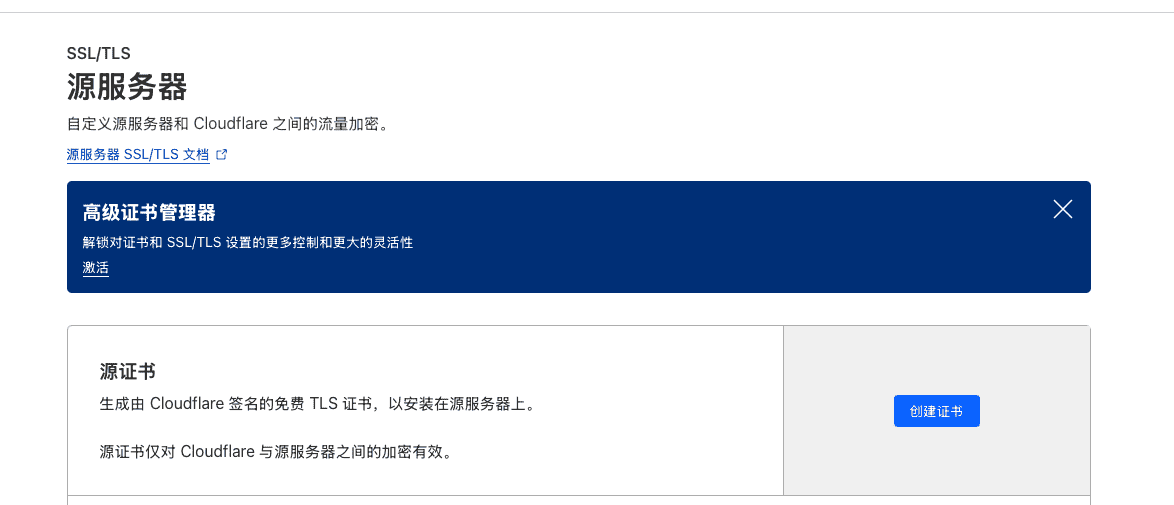 SSL/TLS
源服务器
自定义源服务器和 Cloudflare 之间的流量加密。
源服务器 SSL/TLS 文档
高级证书管理器
解锁对证书和 SSL/TLS 设置的更多控制和更大的灵活性
激活
源证书
生成由 Cloudflare 签名的免费 TLS 证书，以安装在源服务器上。
源证书仅对 Cloudflare 与源服务器之间的加密有效。
创建证书